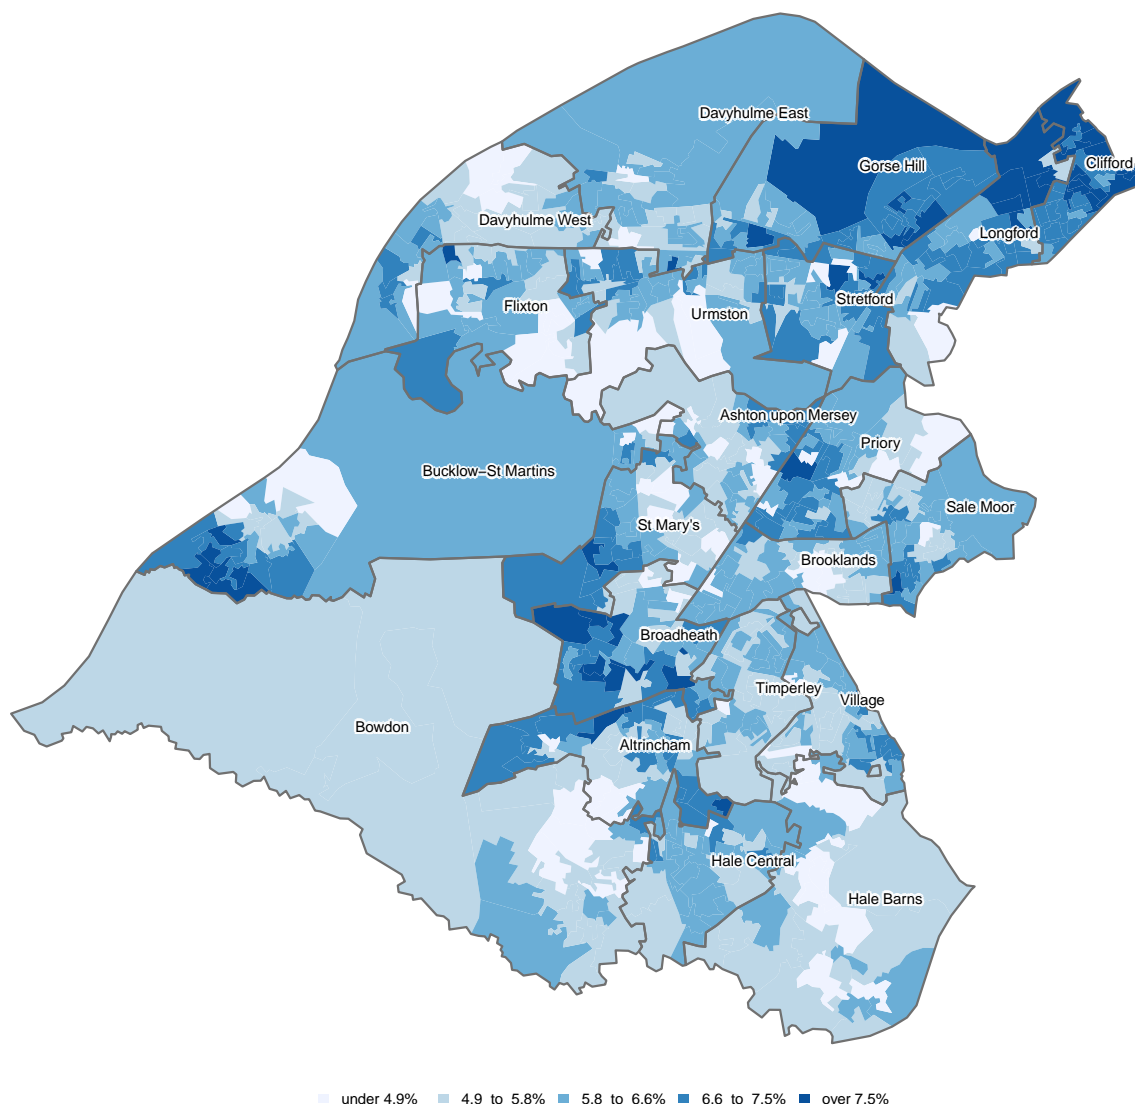 Davyhulme East
Gorse Hill
Clifford
Davyhulme West
Longford
Flixton
Urmston
Stretford
Ashton upon Mersey
Priory
Bucklow–St Martins
Sale Moor
St Mary's
Brooklands
Broadheath
Timperley
Village
Bowdon
Altrincham
Hale Central
Hale Barns
under 4.9% 4.9 to 5.8% 5.8 to 6.6% 6.6 to 7.5% over 7.5%